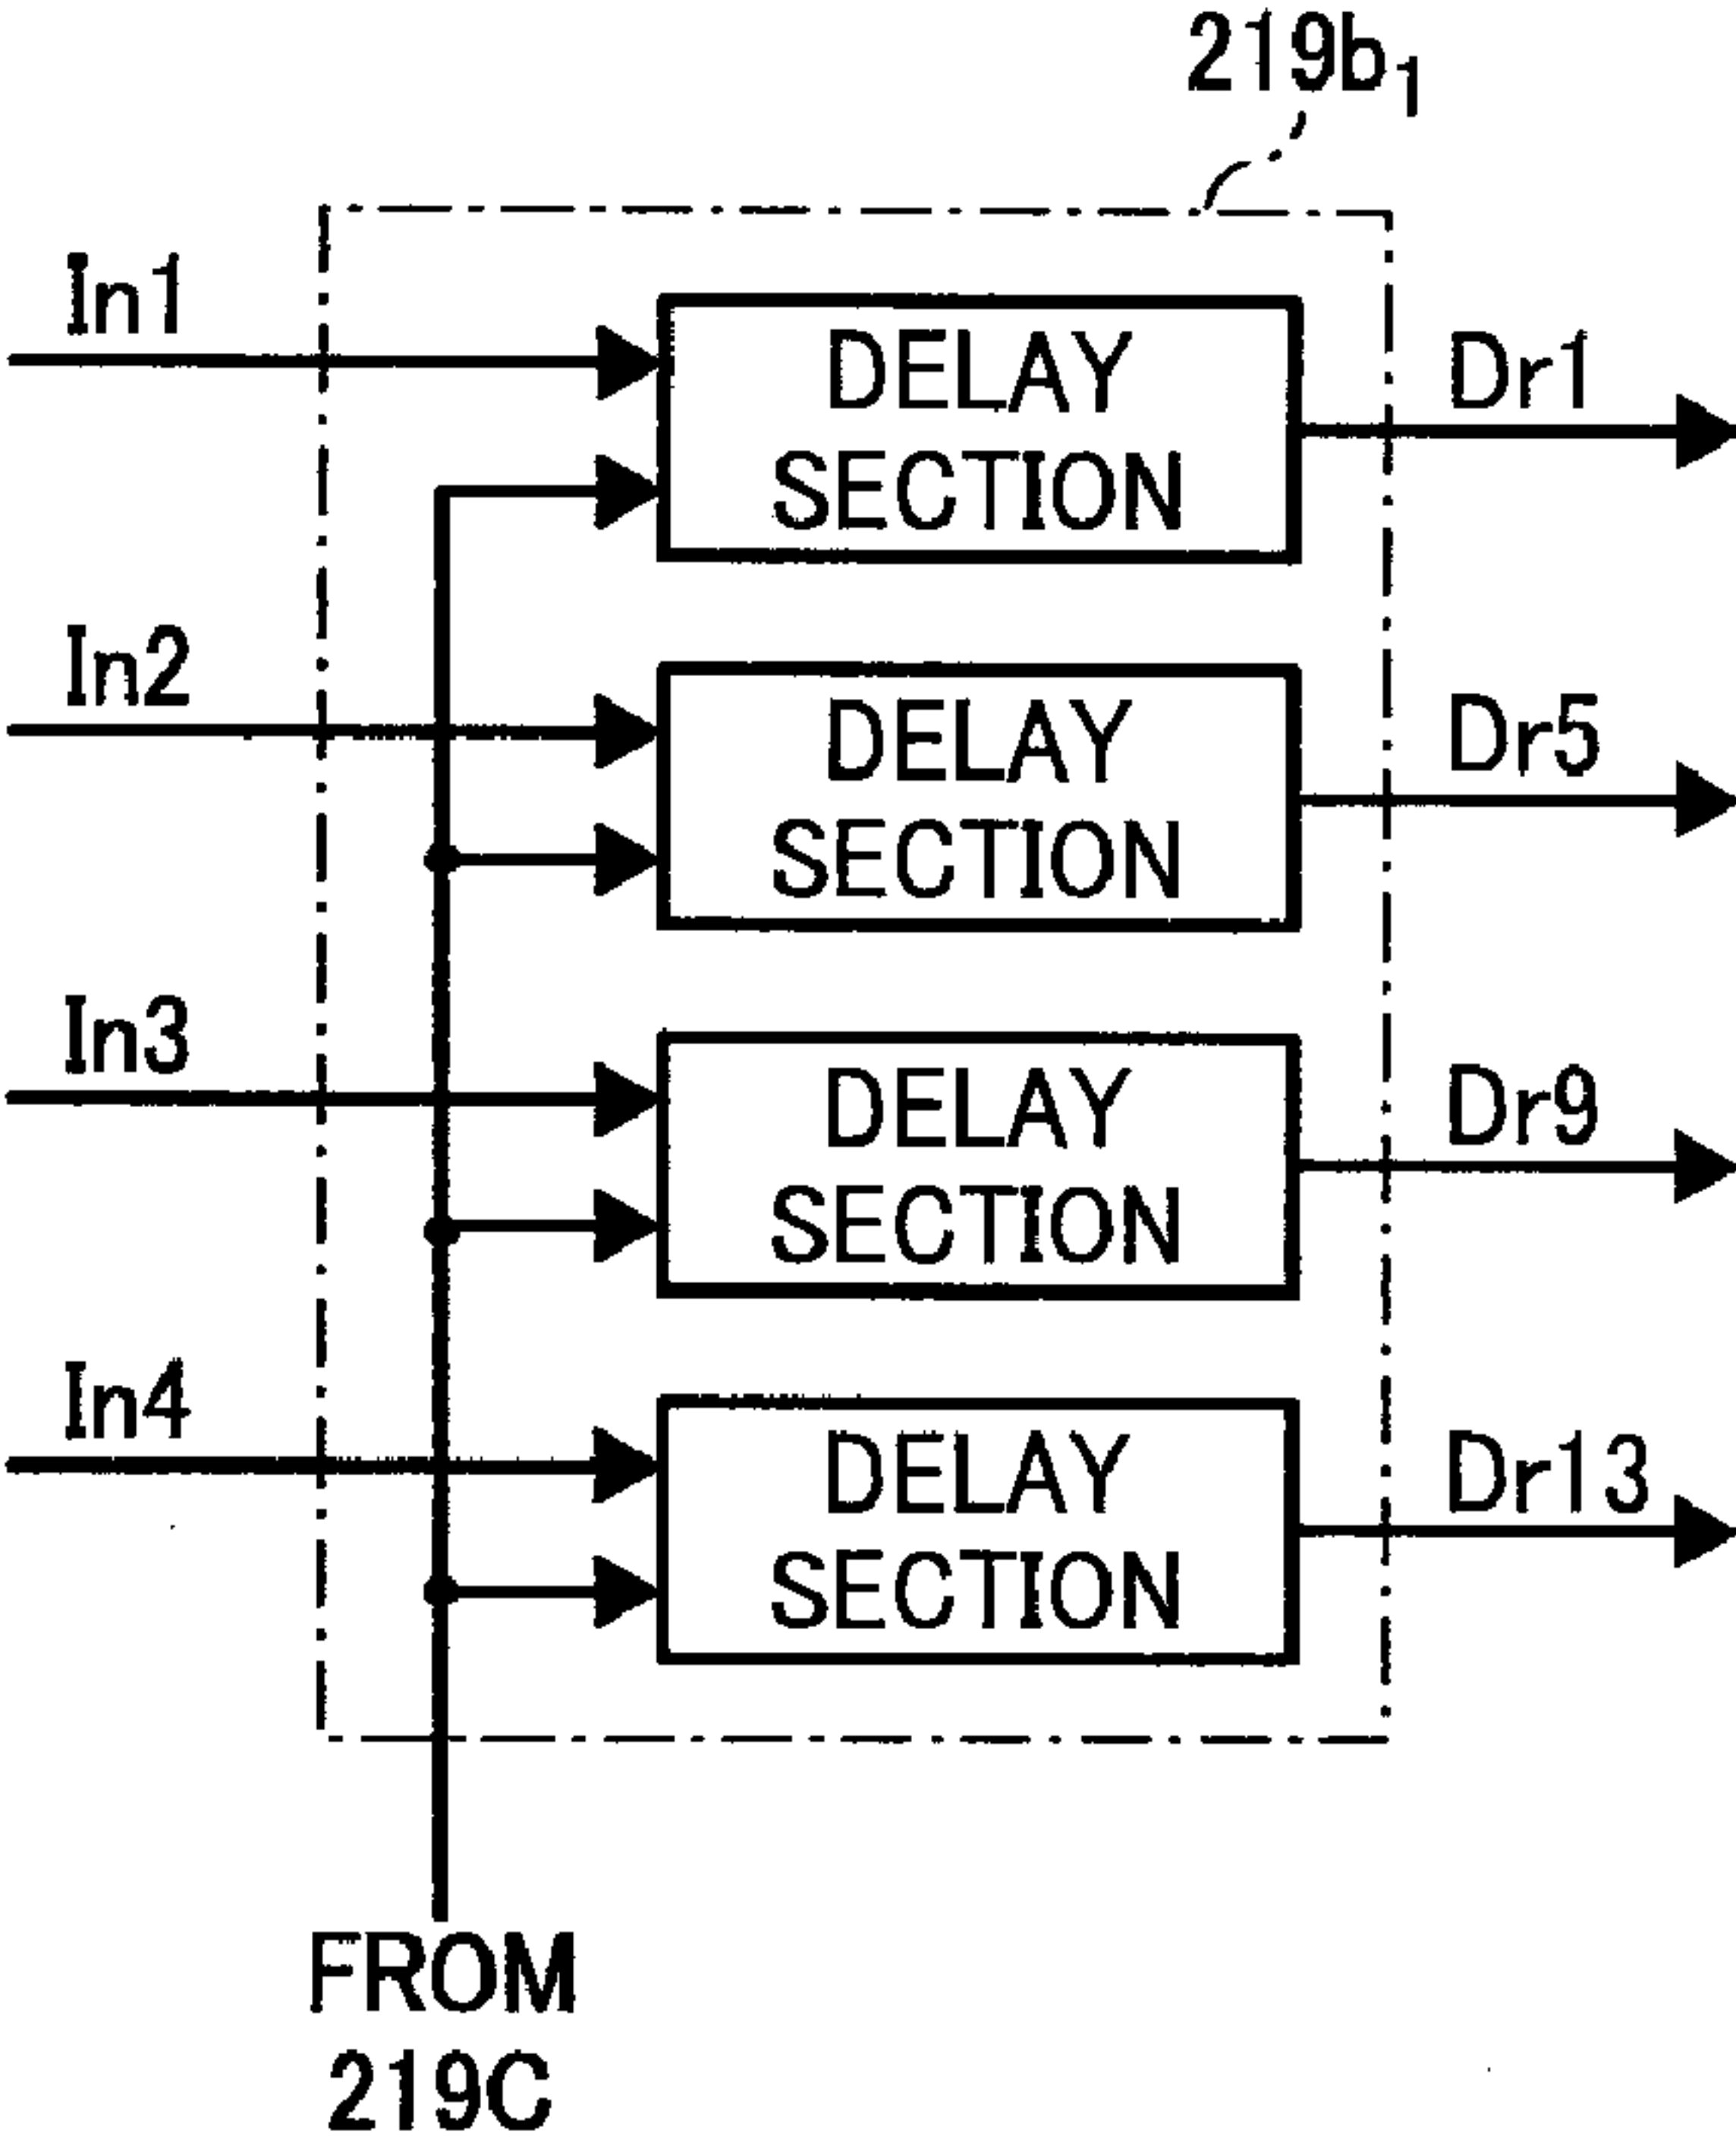 219b₁
In1
DELAY
SECTION
Dr1
In2
DELAY
SECTION
Dr5
In3
DELAY
SECTION
Dr9
In4
DELAY
SECTION
Dr13
FROM
219C